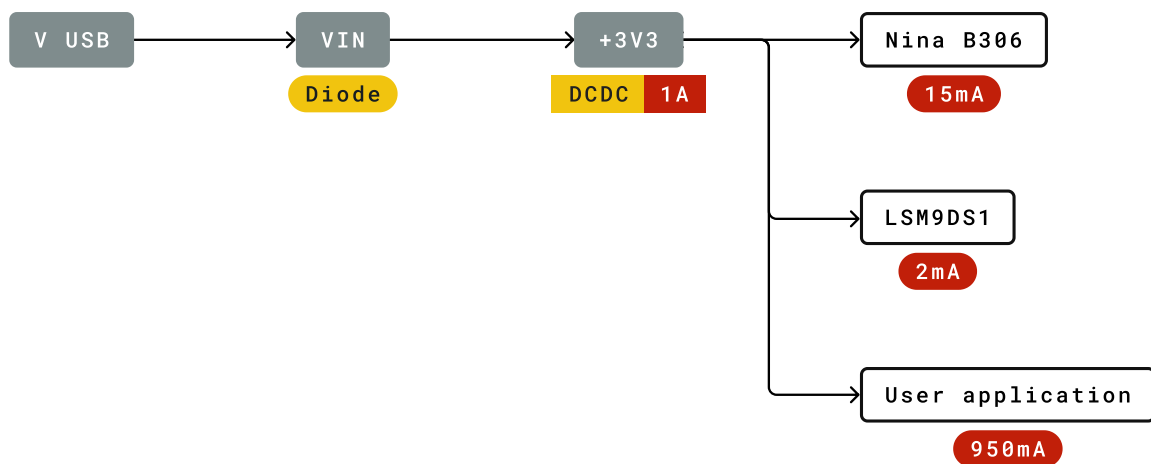 V USB
VIN
+3V3
Nina B306
Diode
DCDC
1A
15mA
LSM9DS1
2mA
User application
950mA